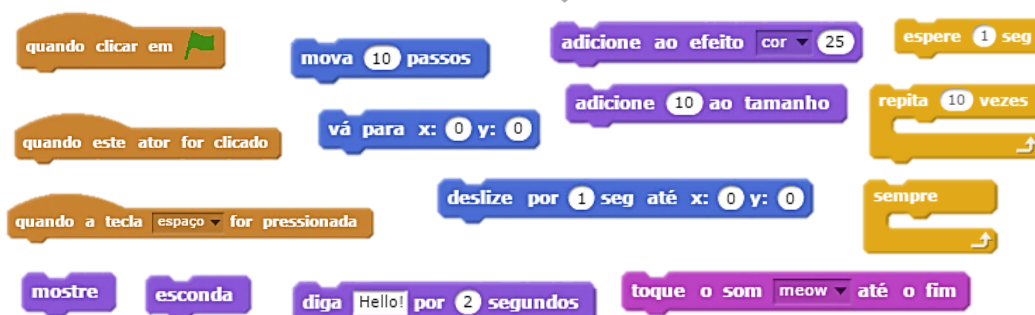 quando clicar em
mova 10 passos
adicione ao efeito cor 25
espere 1 seg
adicione 10 ao tamanho
repita 10 vezes
quando este ator for clicado
vá para x: 0 y: 0
deslize por 1 seg até x: 0 y: 0
sempre
quando a tecla espaço for pressionada
mostre
esconda
diga Hello! por 2 segundos
toque o som meow até o fim